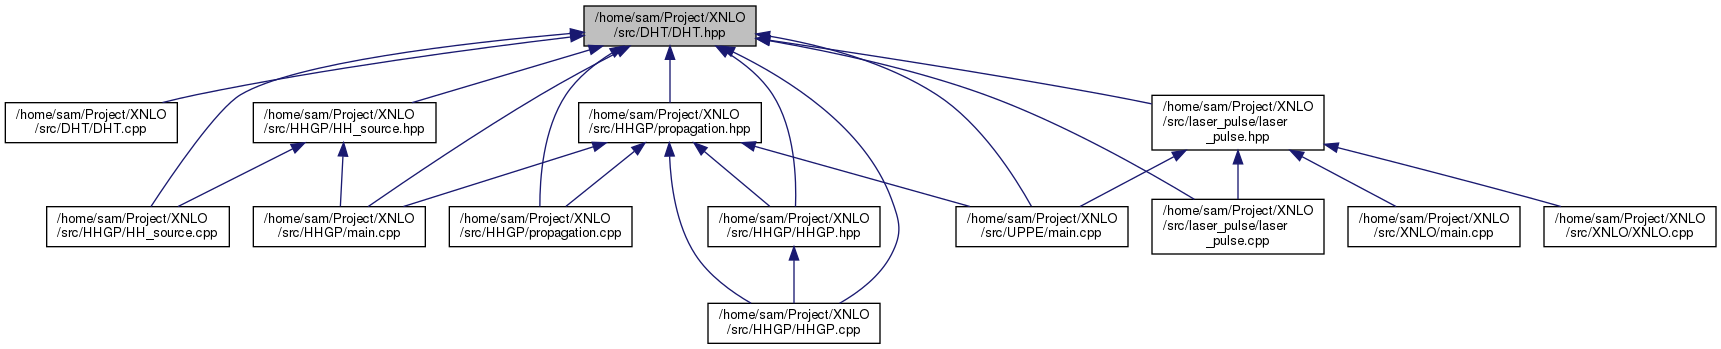 /home/sam/Project/XNLO
/src/DHT/DHT.hpp
/home/sam/Project/XNLO
/src/DHT/DHT.cpp
/home/sam/Project/XNLO
/src/HHGP/HH_source.hpp
/home/sam/Project/XNLO
/src/HHGP/propagation.hpp
/home/sam/Project/XNLO
/src/laser_pulse/laser
_pulse.hpp
/home/sam/Project/XNLO
/src/HHGP/HH_source.cpp
/home/sam/Project/XNLO
/src/HHGP/main.cpp
/home/sam/Project/XNLO
/src/HHGP/propagation.cpp
/home/sam/Project/XNLO
/src/HHGP/HHGP.hpp
/home/sam/Project/XNLO
/src/UPPE/main.cpp
/home/sam/Project/XNLO
/src/laser_pulse/laser
_pulse.cpp
/home/sam/Project/XNLO
/src/XNLO/main.cpp
/home/sam/Project/XNLO
/src/XNLO/XNLO.cpp
/home/sam/Project/XNLO
/src/HHGP/HHGP.cpp